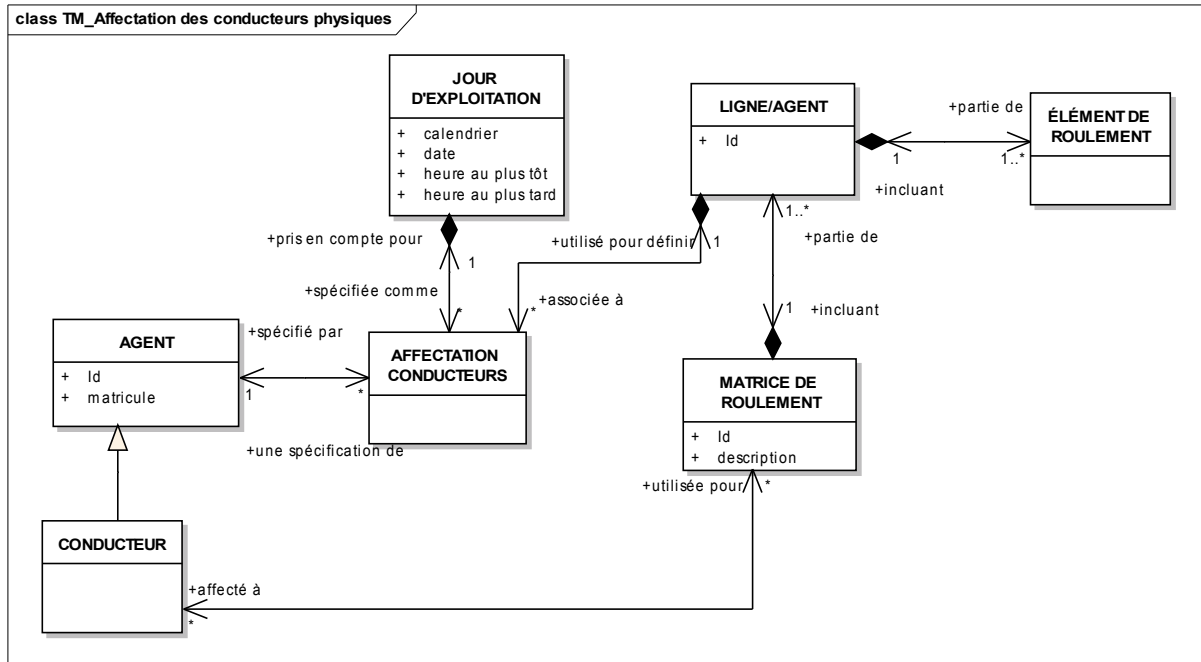 class TM_Affectation des conducteurs physiques
JOUR
D'EXPLOITATION
+ calendrier
+ date
+ heure au plus tôt
+ heure au plus tard
LIGNE/AGENT
+ Id
ÉLÉMENT DE
ROULEMENT
+partie de
1
1..*
+incluant
+pris en compte pour
1
+spécifiée comme
*
+utilisé pour définir
1
+associée à
*
1..*
+partie de
1
+incluant
AGENT
+ Id
+ matricule
+spécifié par
1
*
+une spécification de
AFFECTATION
CONDUCTEURS
MATRICE DE
ROULEMENT
+ Id
+ description
+utilisée pour
*
CONDUCTEUR
+affecté à
*